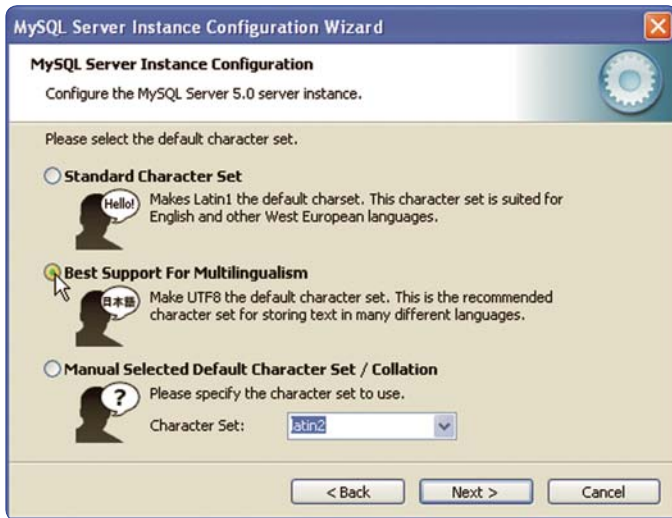 MySQL Server Instance Configuration Wizard
MySQL Server Instance Configuration
Configure the MySQL Server 5.0 server instance.
Please select the default character set.
Standard Character Set
Hello!
Makes Latin1 the default charset. This character set is suited for
English and other West European languages.
Best Support For Multilingualism
日本語
Make UTF8 the default character set. This is the recommended
character set for storing text in many different languages.
Manual Selected Default Character Set / Collation
?
Please specify the character set to use.
Character Set: latin2
< Back Next > Cancel